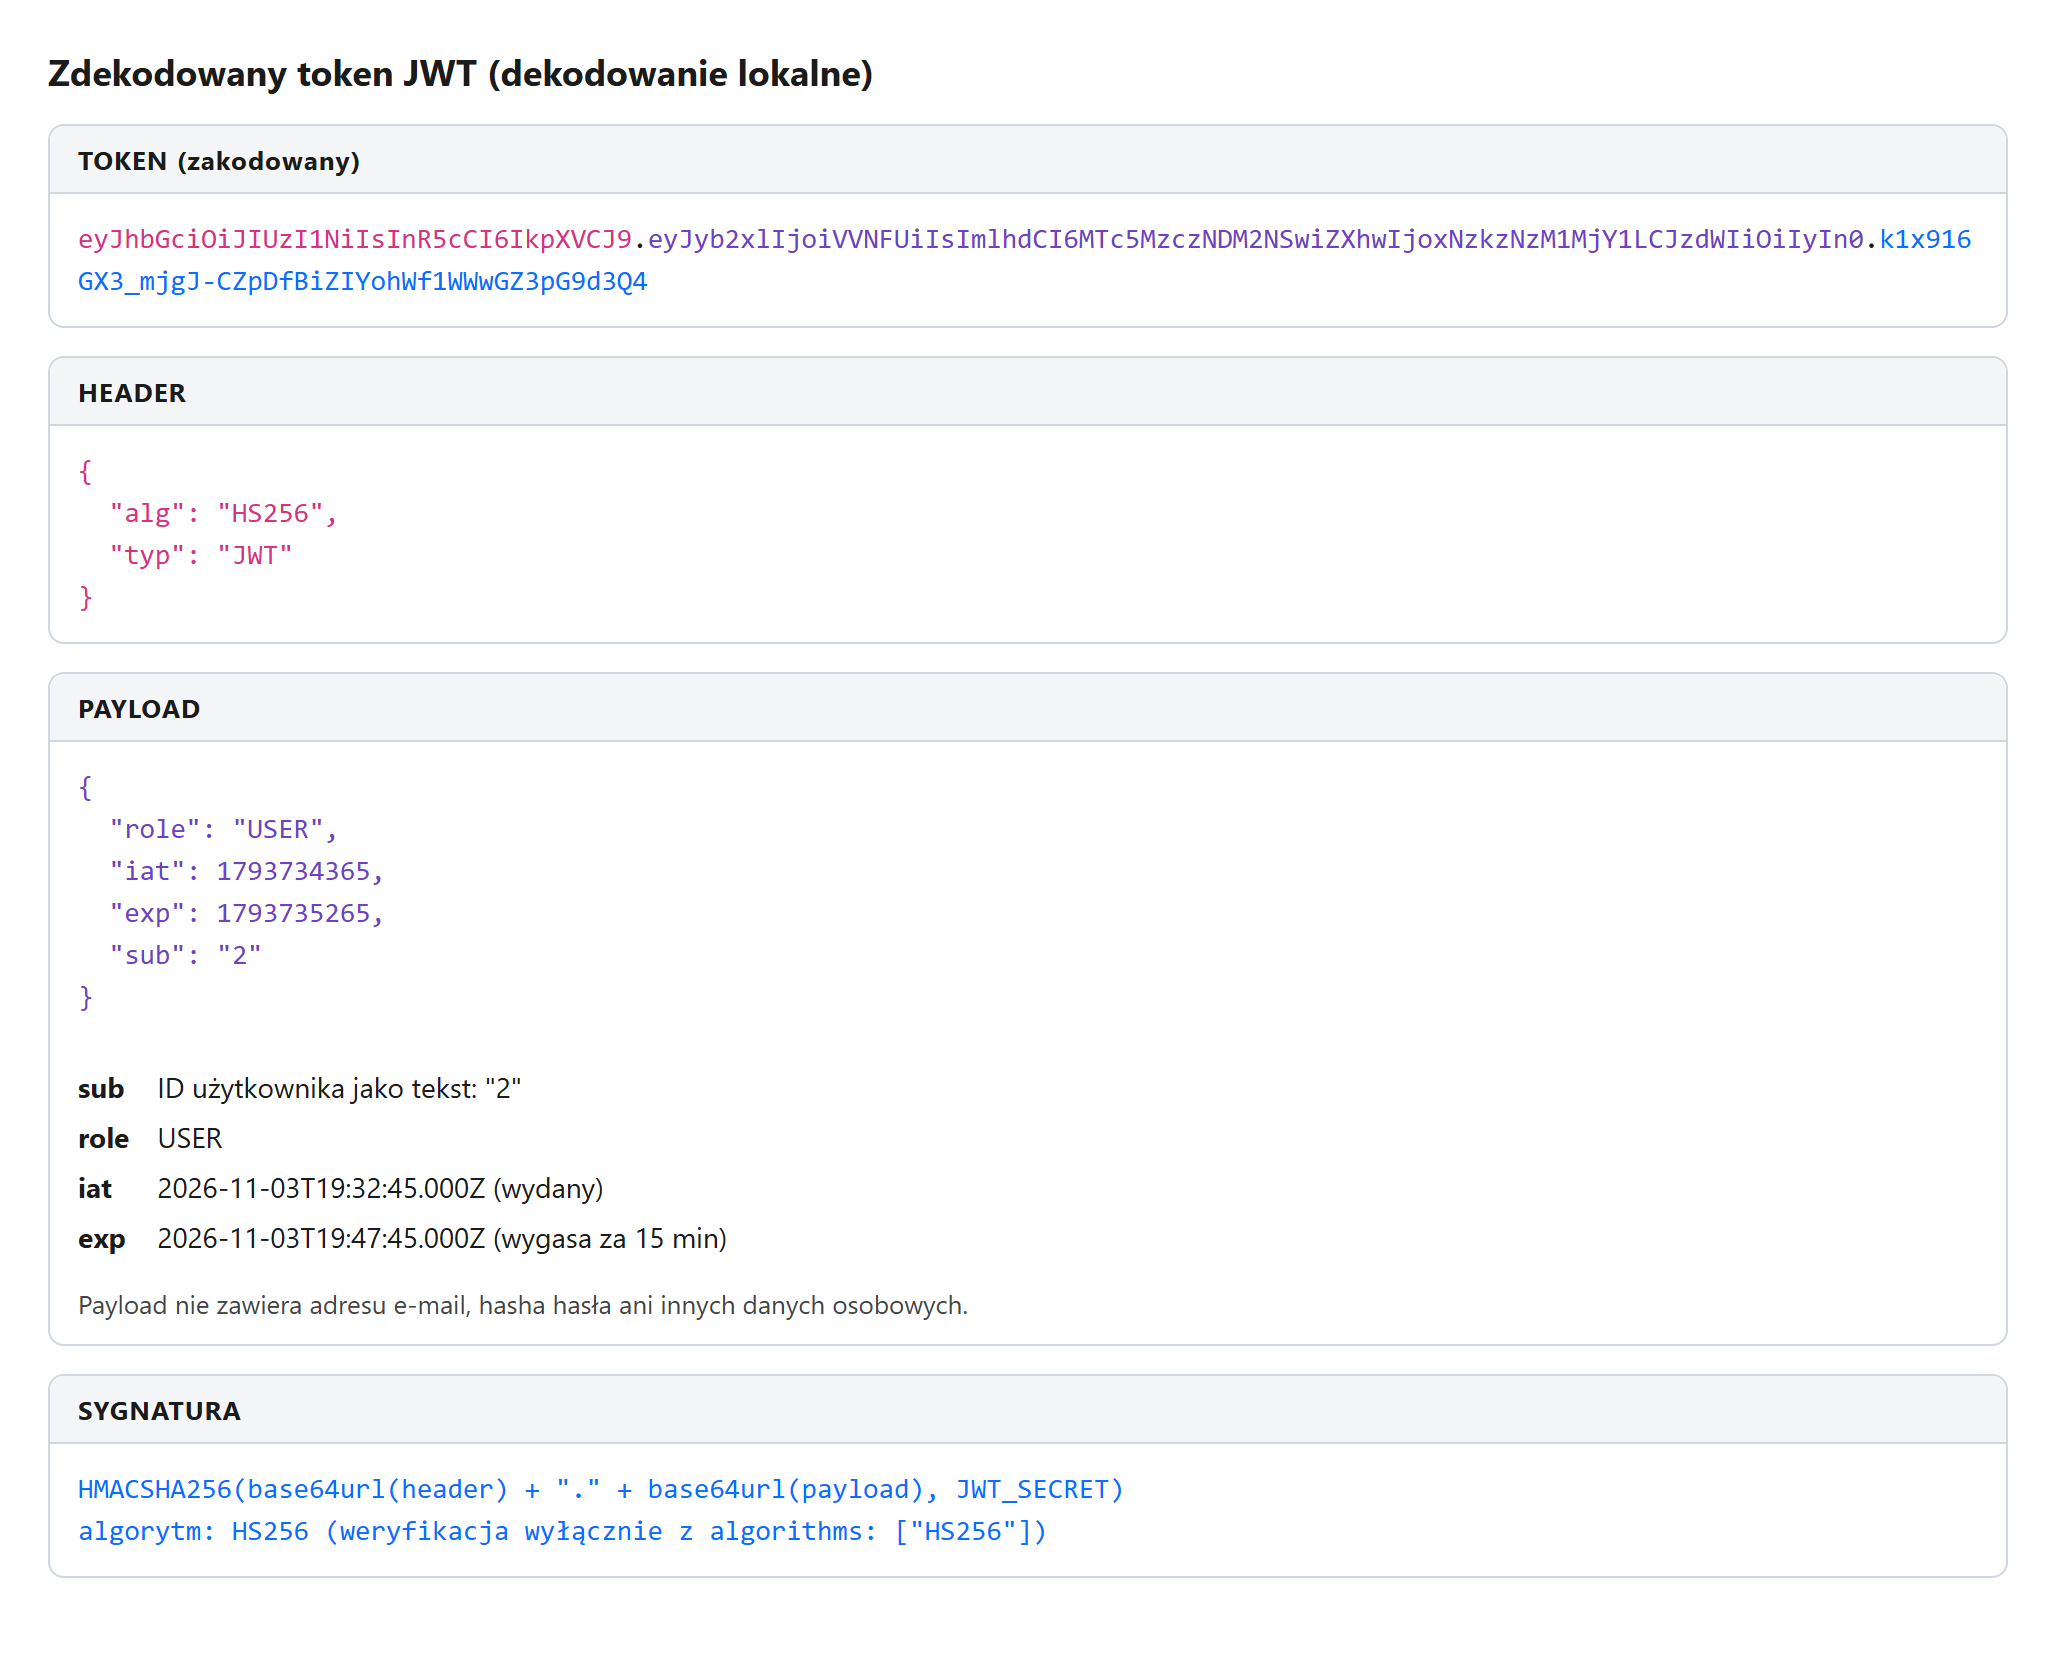 Zdekodowany token JWT (dekodowanie lokalne)
TOKEN (zakodowany)
eyJhbGciOiJIUzI1NiIsInR5cCI6IkpXVCJ9.eyJyb2xlIjoiVVNFUiIsImlhdCI6MTc5MzczNDM2NSwiZXhwIjoxNzkzNzM1MjY1LCJzdWIiOiIyIn0.k1x916
GX3_mjgJ-CZpDfBiZIYohWf1WWwGZ3pG9d3Q4
HEADER
{
  "alg": "HS256",
  "typ": "JWT"
}
PAYLOAD
{
  "role": "USER",
  "iat": 1793734365,
  "exp": 1793735265,
  "sub": "2"
}
sub ID użytkownika jako tekst: "2"
role USER
iat 2026-11-03T19:32:45.000Z (wydany)
exp 2026-11-03T19:47:45.000Z (wygasa za 15 min)
Payload nie zawiera adresu e-mail, hasha hasła ani innych danych osobowych.
SYGNATURA
HMACSHA256(base64url(header) + "." + base64url(payload), JWT_SECRET)
algorytm: HS256 (weryfikacja wyłącznie z algorithms: ["HS256"])